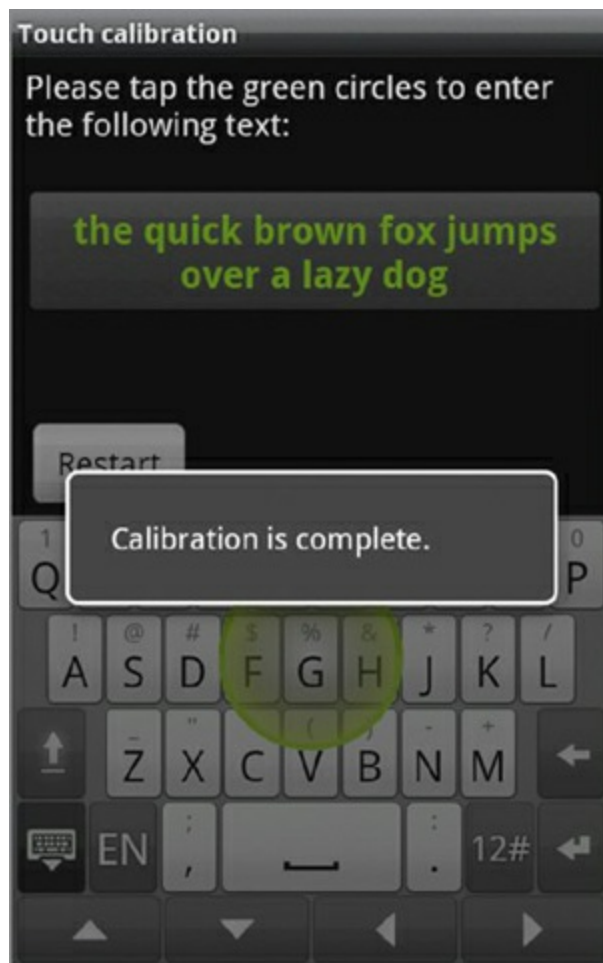 Touch calibration
Please tap the green circles to enter
the following text:
the quick brown fox jumps
over a lazy dog
Restart
Calibration is complete.
1 0
Q P
! @ # $ % & * ? /
A S D F G H J K L
_ " ( ) - +
Z X C V B N M
; :
EN , . 12#